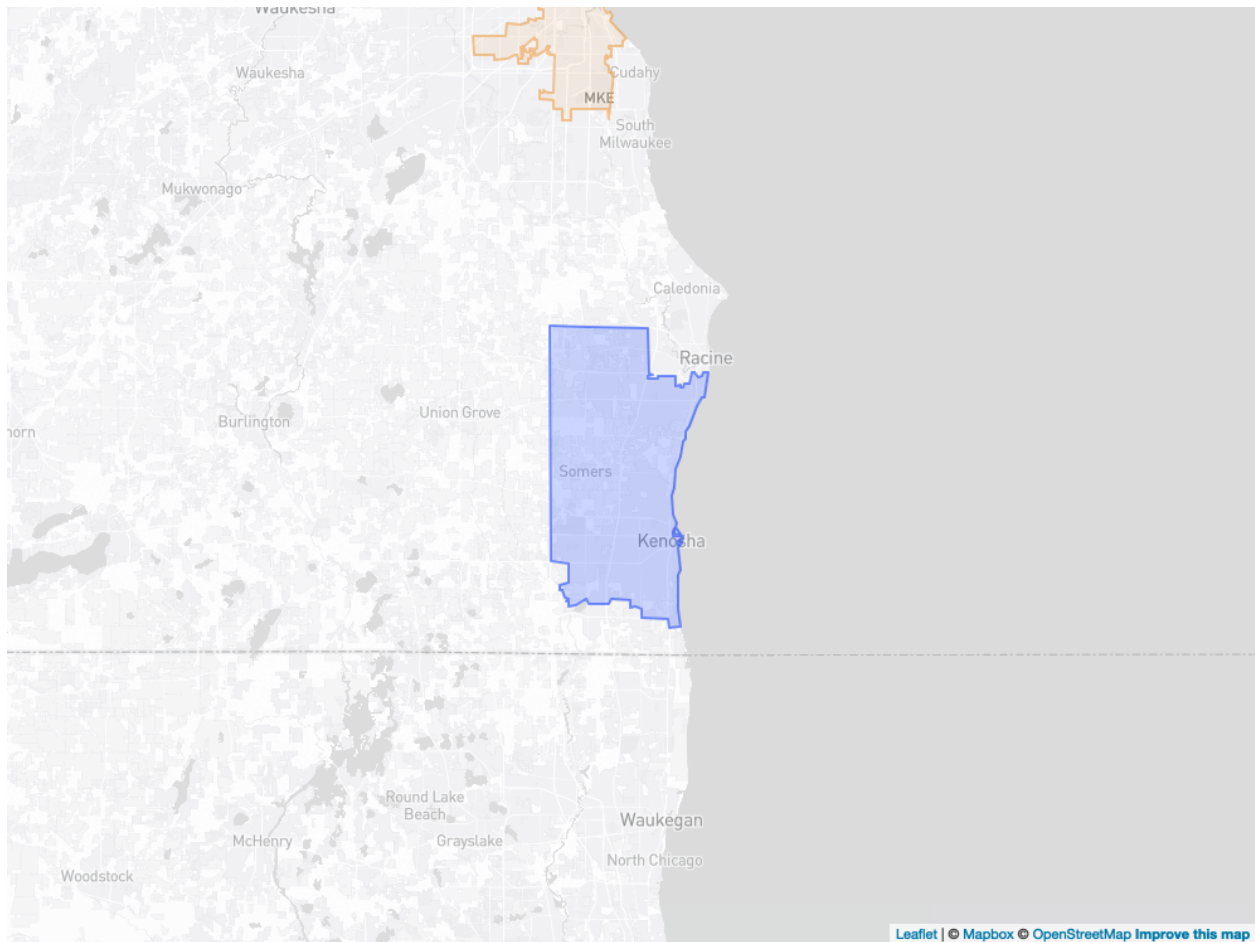 Waukesha
Waukesha
Cudahy
MKE
South
Milwaukee
Mukwonago
Caledonia
Racine
Union Grove
Burlington
horn
Somers
Kenosha
Round Lake
Beach
Waukegan
McHenry
Grayslake
North Chicago
Woodstock
Leaflet | © Mapbox © OpenStreetMap Improve this map